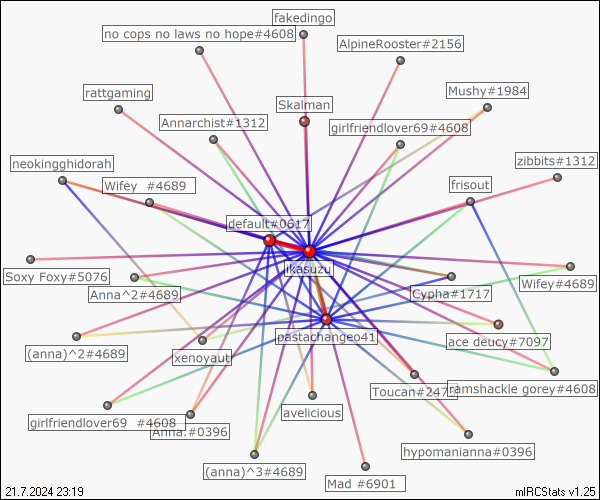 fakedingo
no cops no laws no hope#4608
AlpineRooster#2156
rattgaming
Mushy#1984
Skalman
Annarchist#1312
girlfriendlover69#4608
neokingghidorah
zibbits#1312
Wifey  #4689
frisout
default#0617
ikasuzu
Soxy Foxy#5076
Anna^2#4689
Cypha#1717
Wifey#4689
pastachangeo41
ace deucy#7097
(anna)^2#4689
xenoyaut
Toucan#247
ramshackle gorey#4608
avelicious
girlfriendlover69  #4608
Anna.#0396
hypomanianna#0396
(anna)^3#4689
Mad #6901
21.7.2024 23:19
mIRCStats v1.25